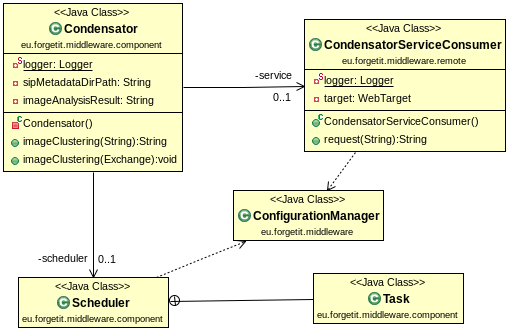 <<Java Class>>
Condensator
eu.forgetit.middleware.component
logger: Logger
sipMetadataDirPath: String
imageAnalysisResult: String
Condensator()
imageClustering(String):String
imageClustering(Exchange):void
-service
0..1
<<Java Class>>
CondensatorServiceConsumer
eu.forgetit.middleware.remote
logger: Logger
target: WebTarget
CondensatorServiceConsumer()
request(String):String
<<Java Class>>
ConfigurationManager
eu.forgetit.middleware
-scheduler
0..1
<<Java Class>>
Scheduler
eu.forgetit.middleware.component
<<Java Class>>
Task
eu.forgetit.middleware.component